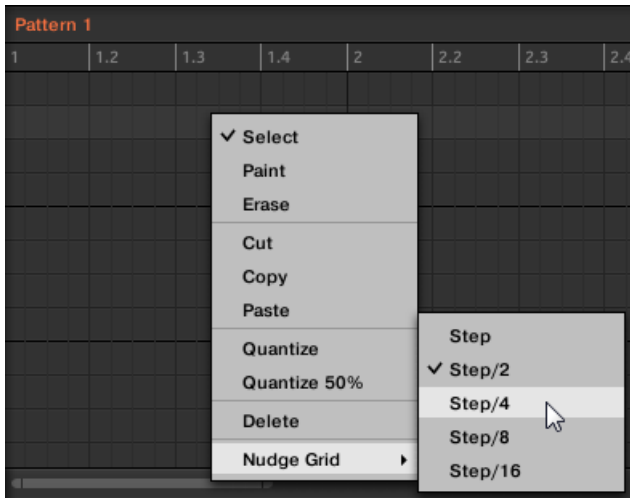 Pattern 1
1 1.2 1.3 1.4 2 2.2 2.3 2.4
Select
Paint
Erase
Cut
Copy
Paste
Quantize
Quantize 50%
Delete
Nudge Grid
Step
Step/2
Step/4
Step/8
Step/16